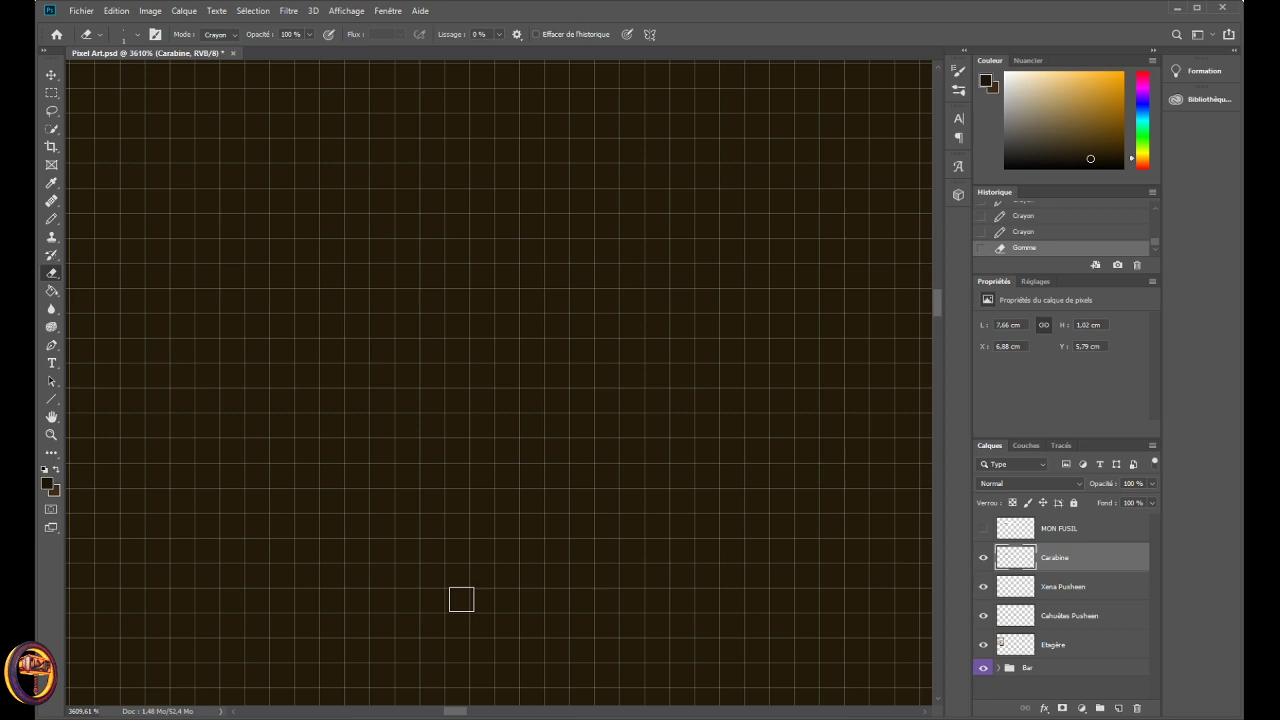 Ps Fichier Edition Image Calque Texte Sélection Filtre 3D Affichage Fenêtre Aide
1 Mode : Crayon Opacité : 100 % Flux : Lissage : 0 % Effacer de l'historique
Pixel Art.psd @ 3610% (Carabine, RVB/8) * ×
Couleur Nuancier
Formation
Bibliothèqu...
Historique
Crayon
Crayon
Gomme
Propriétés Réglages
Propriétés du calque de pixels
L : 7,66 cm H : 1,02 cm
X : 6,88 cm Y : 5,79 cm
Calques Couches Tracés
Type
Normal Opacité : 100 %
Verrou : Fond : 100 %
MON FUSIL
Carabine
Xena Pusheen
Cahuètes Pusheen
Etagère
Bar
3609,61 % Doc : 1,48 Mo/52,4 Mo